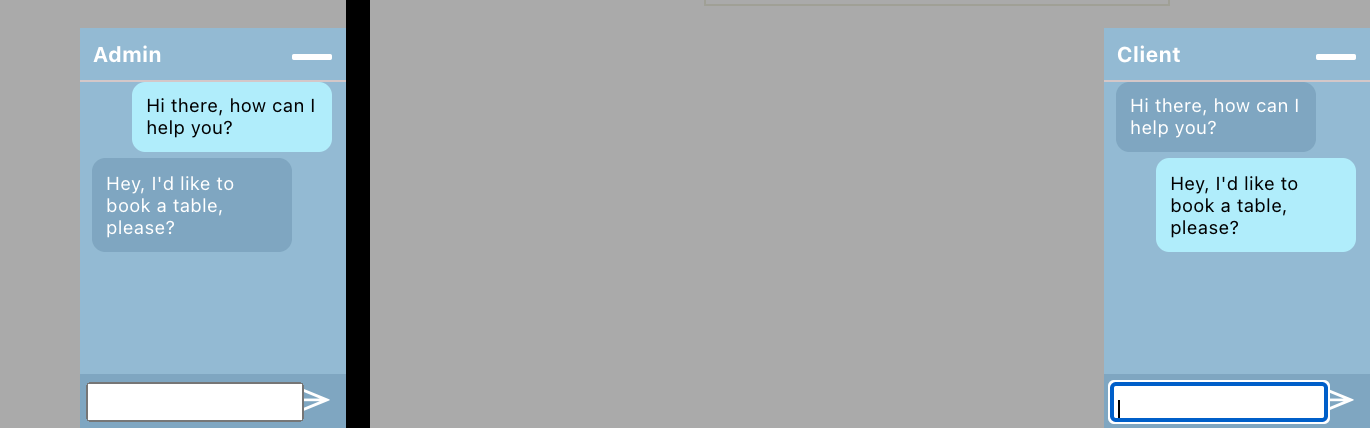 Admin
Hi there, how can I
help you?
Hey, I'd like to
book a table,
please?
Client
Hi there, how can I
help you?
Hey, I'd like to
book a table,
please?